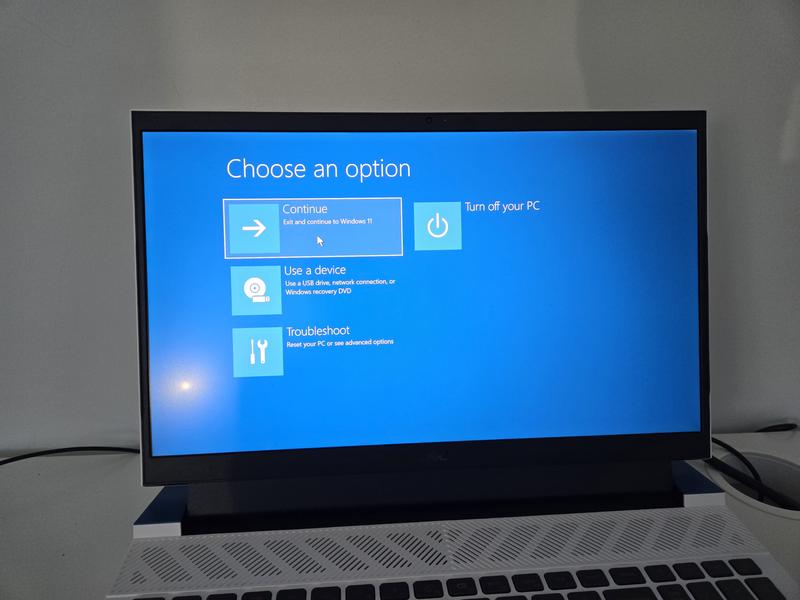 Choose an option
Continue
Exit and continue to Windows 11
Turn off your PC
Use a device
Use a USB drive, network connection, or
Windows recovery DVD
Troubleshoot
Reset your PC or see advanced options